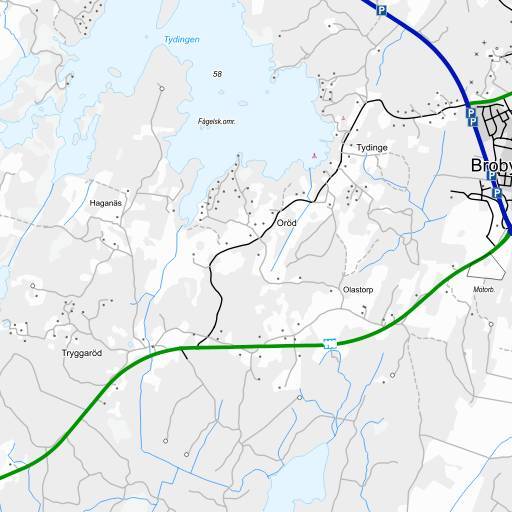 P
Tydingen
58
P
Fågelsk.omr.
P
Tydinge
Broby
P
P
Haganäs
Oröd
Olastorp
Motorb.
Tryggaröd